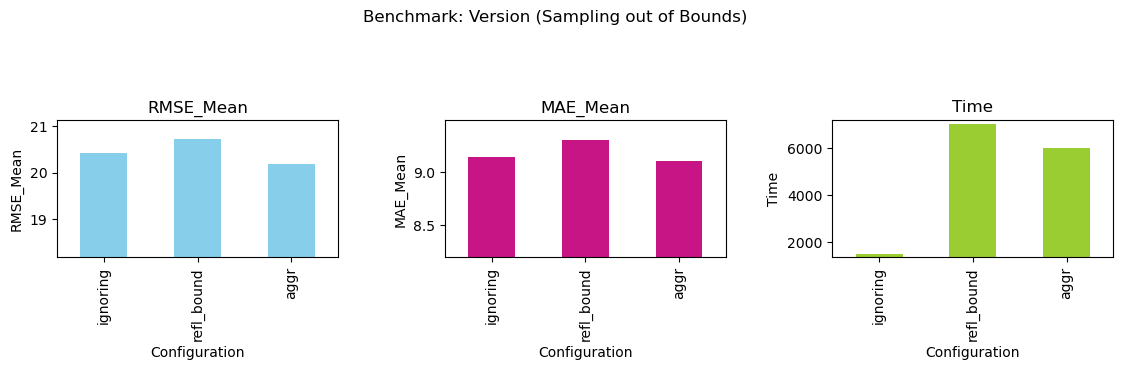 Benchmark: Version (Sampling out of Bounds)
RMSE_Mean
21
20
19
RMSE_Mean
ignoring
refl_bound
aggr
Configuration
MAE_Mean
9.0
8.5
MAE_Mean
ignoring
refl_bound
aggr
Configuration
Time
6000
4000
2000
Time
ignoring
refl_bound
aggr
Configuration